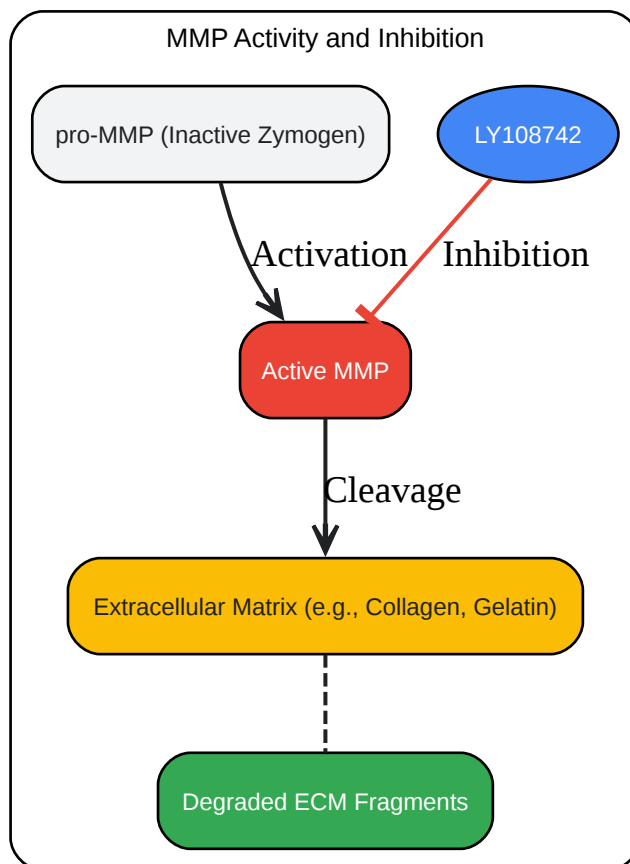 MMP Activity and Inhibition
pro-MMP (Inactive Zymogen)
LY108742
Activation
Inhibition
Active MMP
Cleavage
Extracellular Matrix (e.g., Collagen, Gelatin)
Degraded ECM Fragments